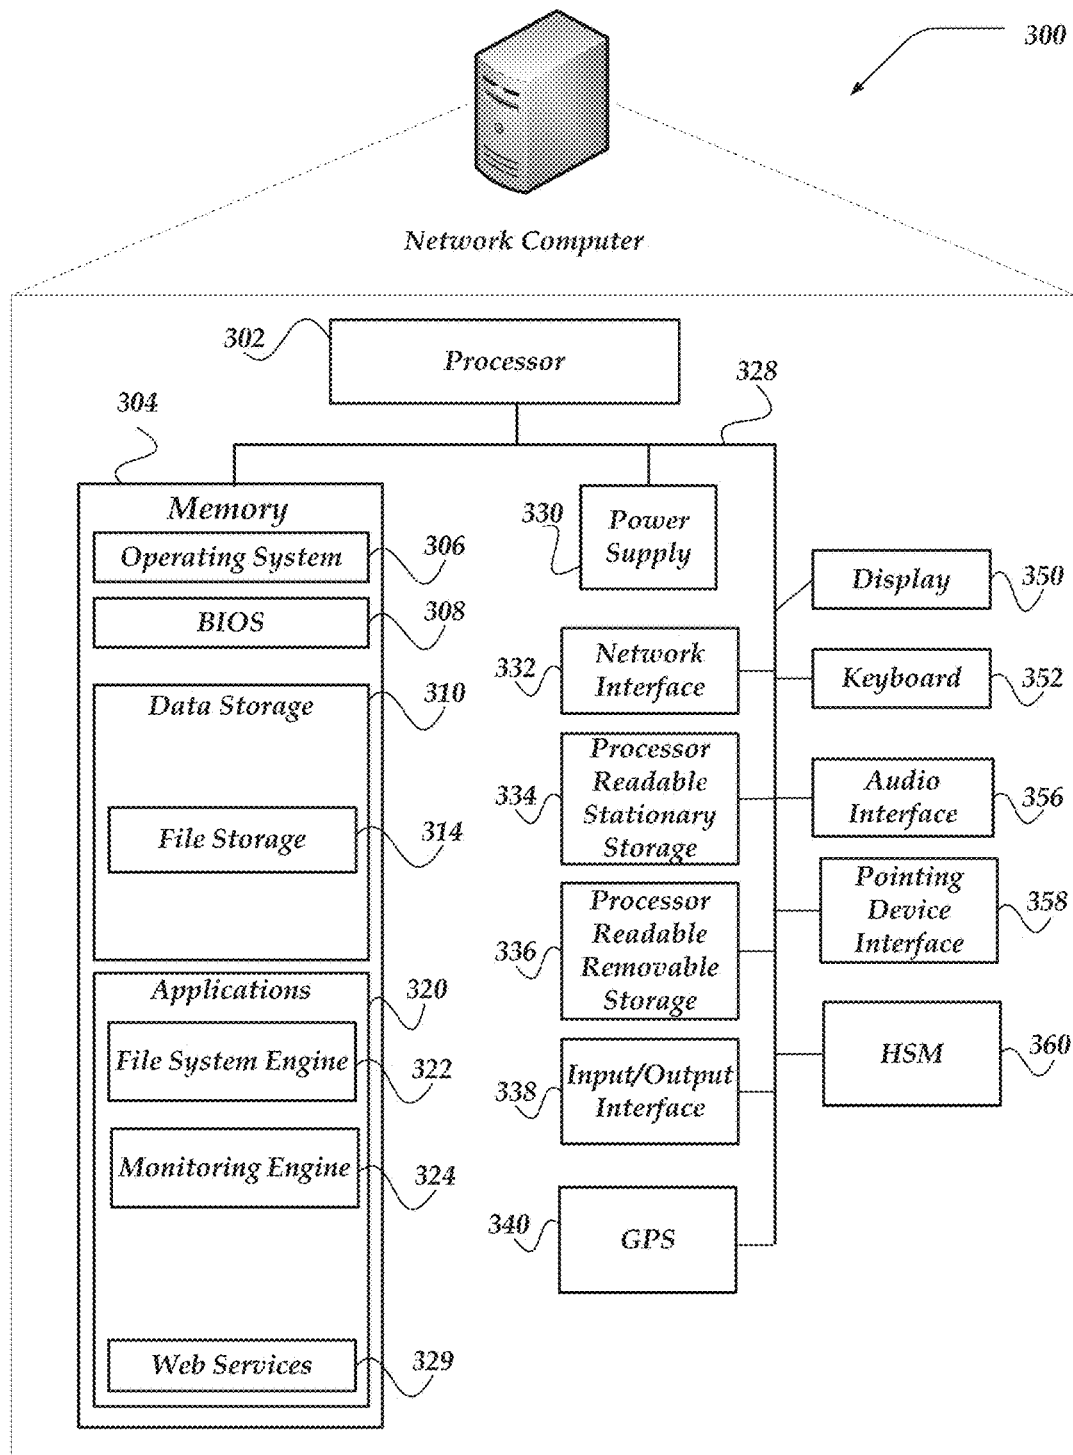 300
Network Computer
302
Processor
328
304
Memory
Operating System
306
BIOS
308
Data Storage
310
File Storage
314
Applications
320
File System Engine
322
Monitoring Engine
324
Web Services
329
330
Power
Supply
332
Network
Interface
334
Processor
Readable
Stationary
Storage
336
Processor
Readable
Removable
Storage
338
Input/Output
Interface
340
GPS
Display
350
Keyboard
352
Audio
Interface
356
Pointing
Device
Interface
358
HSM
360